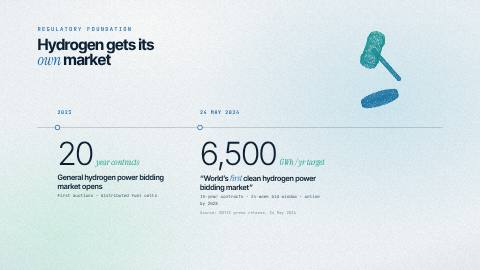 REGULATORY FOUNDATION
Hydrogen gets its
own market
2023
24 MAY 2024
20 year contracts
6,500 GWh / yr target
General hydrogen power bidding
market opens
First auctions · distributed fuel cells
"World's first clean hydrogen power
bidding market"
15-year contracts · 24-week bid window · online
by 2028
Source: MOTIE press release, 24 May 2024